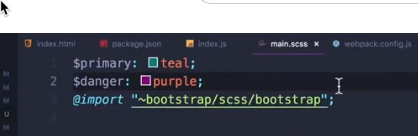 index.html package.json index.js main.scss × webpack.config.js
1 $primary: teal;
M 2 $danger: purple;
M @import "~bootstrap/scss/bootstrap";
M
U
M